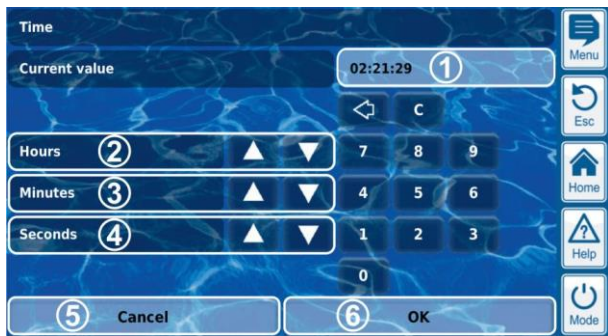 Time
Menu
Current value 02:21:29 1
C
Esc
Hours 2 7 8 9
Minutes 3 4 5 6
Home
Seconds 4 1 2 3
?
Help
0
5 Cancel 6 OK
Mode